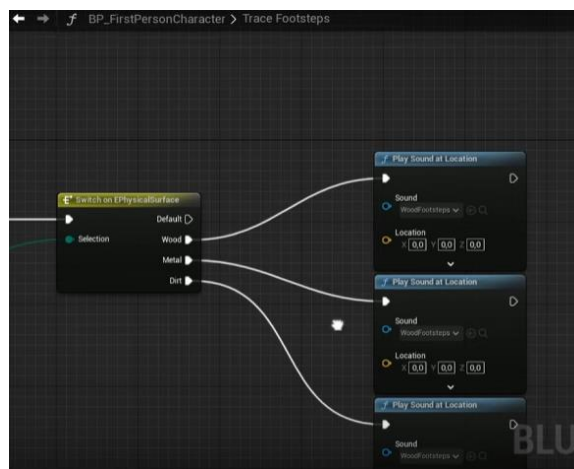 BP_FirstPersonCharacter > Trace Footsteps
Switch on EPhysicalSurface
Default
Selection
Wood
Metal
Dirt
Play Sound at Location
Sound
WoodFootsteps
Location
X 0,0 Y 0,0 Z 0,0
Play Sound at Location
Sound
WoodFootsteps
Location
X 0,0 Y 0,0 Z 0,0
Play Sound at Location
Sound
WoodFootsteps
BLU